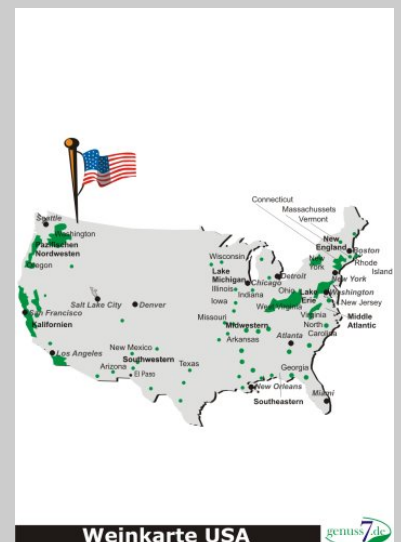 Connecticut
Massachussets
Vermont
Seattle
Washington
New England
Pazifischen
Nordwesten
Boston
Oregon
Wisconsin
New York
Rhode Island
Lake Michigan
Detroit
New York
Illinois
Chicago
Ohio
Lake Erie
Washington
Indiana
New Jersey
Salt Lake City
Denver
Iowa
West Virginia
San Francisco
Missouri
Virginia
Middle Atlantic
Kalifornien
Midwestern
North Carolina
Arkansas
Atlanta
New Mexico
Los Angeles
Southwestern
Texas
Arizona
El Paso
Georgia
New Orleans
Miami
Southeastern
Weinkarte USA
genuss7.de